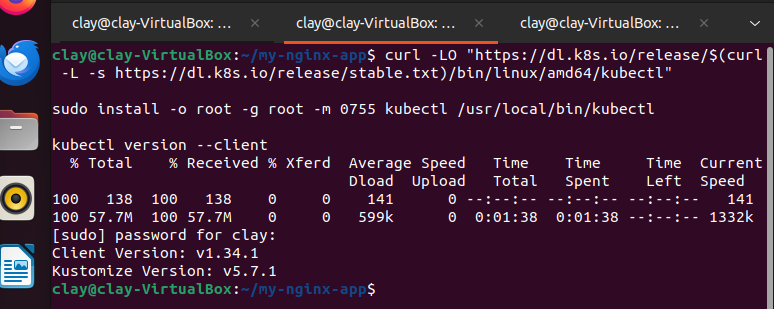 clay@clay-VirtualBox: ... × clay@clay-VirtualBox: ... × clay@clay-VirtualBox: ... ×
clay@clay-VirtualBox:~/my-nginx-app$ curl -LO "https://dl.k8s.io/release/$(curl
 -L -s https://dl.k8s.io/release/stable.txt)/bin/linux/amd64/kubectl"
sudo install -o root -g root -m 0755 kubectl /usr/local/bin/kubectl
kubectl version --client
  % Total    % Received % Xferd  Average Speed   Time    Time     Time  Current
                                 Dload  Upload   Total   Spent    Left  Speed
100   138  100   138    0     0    141      0 --:--:-- --:--:-- --:--:--   141
100 57.7M  100 57.7M    0     0   599k      0  0:01:38  0:01:38 --:--:-- 1332k
[sudo] password for clay:
Client Version: v1.34.1
Kustomize Version: v5.7.1
clay@clay-VirtualBox:~/my-nginx-app$